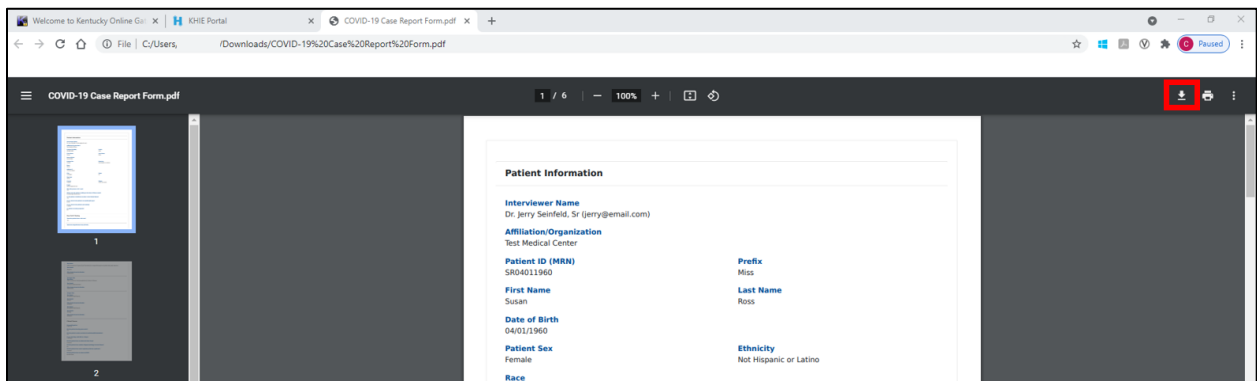 Welcome to Kentucky Online Gat
KHIE Portal
COVID-19 Case Report Form.pdf
File | C:/Users, /Downloads/COVID-19%20Case%20Report%20Form.pdf
C Paused
COVID-19 Case Report Form.pdf
1 / 6
100%
1
2
Patient Information
Interviewer Name
Dr. Jerry Seinfeld, Sr (jerry@email.com)
Affiliation/Organization
Test Medical Center
Patient ID (MRN) Prefix
SR04011960 Miss
First Name Last Name
Susan Ross
Date of Birth
04/01/1960
Patient Sex Ethnicity
Female Not Hispanic or Latino
Race